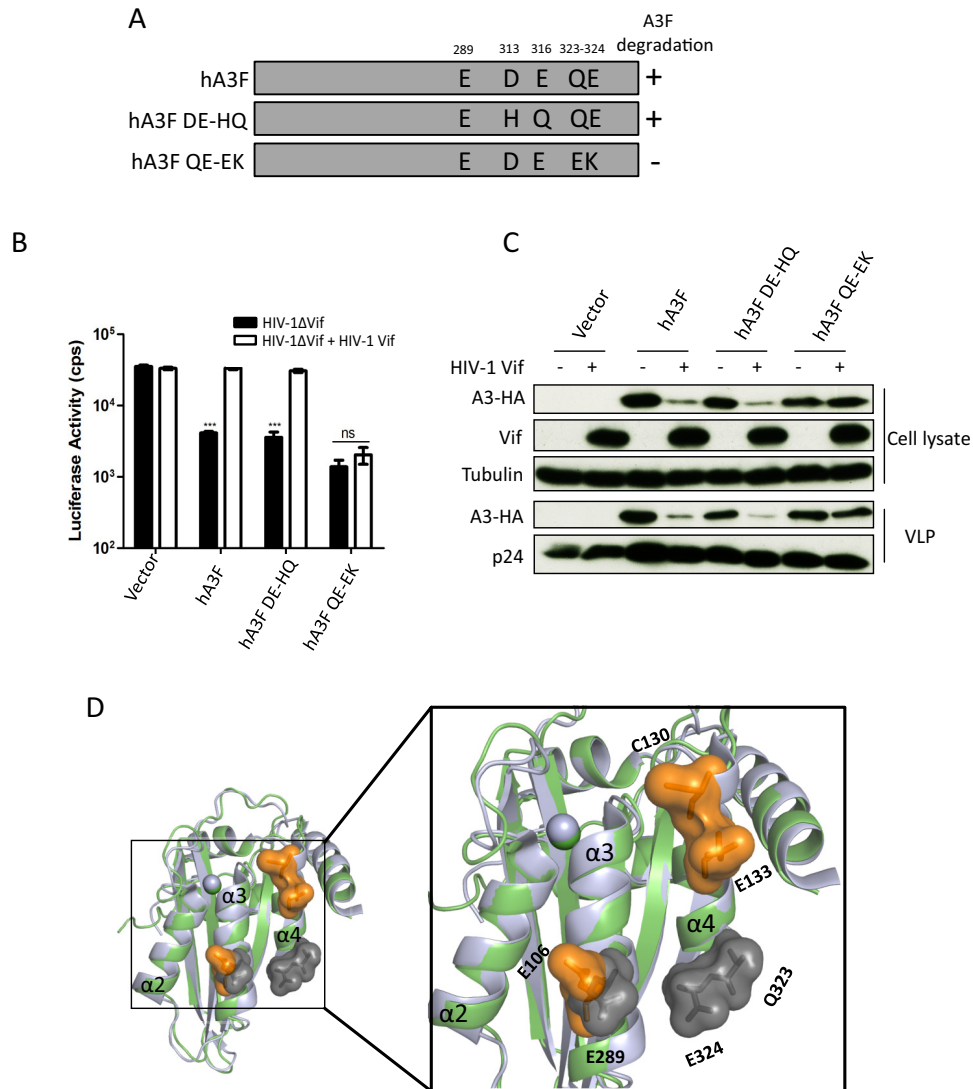 A
A3F
degradation
289 313 316 323-324
hA3F E D E QE +
hA3F DE-HQ E H Q QE +
hA3F QE-EK E D E EK -
B
HIV-1ΔVif
HIV-1ΔVif + HIV-1 Vif
Luciferase Activity (cps)
10⁵
10⁴
10³
10²
*** *** ns
Vector hA3F hA3F DE-HQ hA3F QE-EK
C
Vector hA3F hA3F DE-HQ hA3F QE-EK
HIV-1 Vif - + - + - + - +
A3-HA
Vif
Tubulin
Cell lysate
A3-HA
p24
VLP
D
α3
α4
α2
C130
α3
E133
α4
E106
Q323
α2
E289
E324